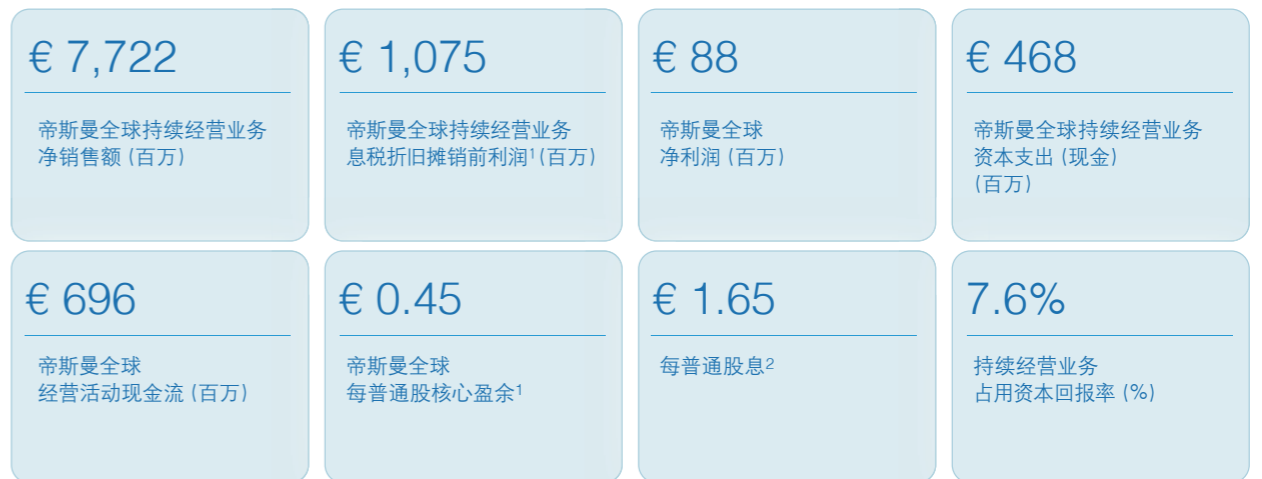 € 7,722
帝斯曼全球持续经营业务
净销售额 (百万)
€ 1,075
帝斯曼全球持续经营业务
息税折旧摊销前利润¹(百万)
€ 88
帝斯曼全球
净利润 (百万)
€ 468
帝斯曼全球持续经营业务
资本支出 (现金)
(百万)
€ 696
帝斯曼全球
经营活动现金流 (百万)
€ 0.45
帝斯曼全球
每普通股核心盈余¹
€ 1.65
每普通股息²
7.6%
持续经营业务
占用资本回报率 (%)